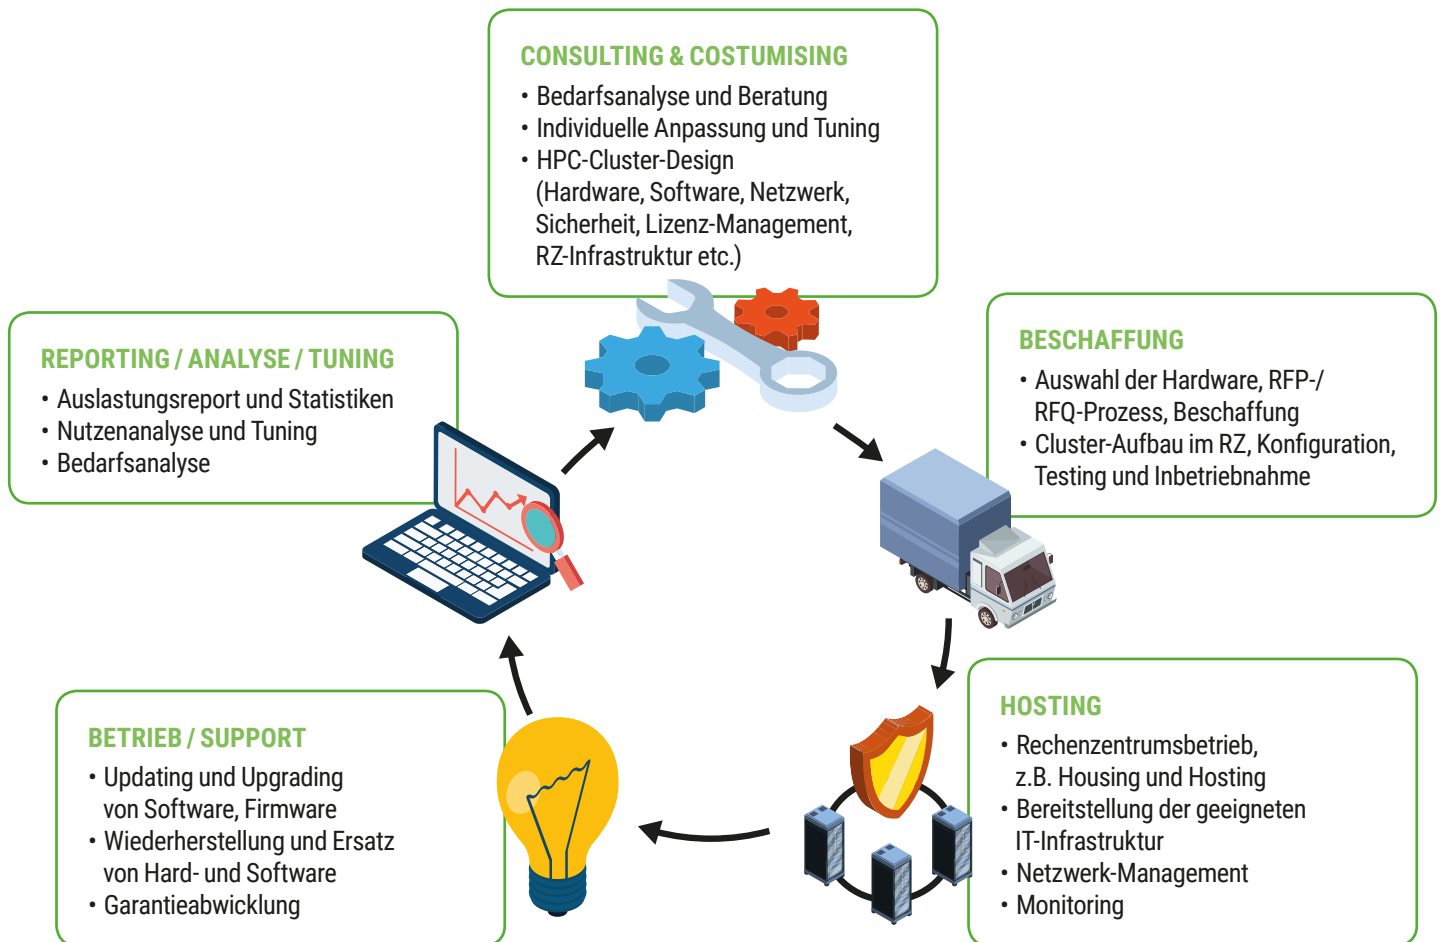 CONSULTING & COSTUMISING
• Bedarfsanalyse und Beratung
• Individuelle Anpassung und Tuning
• HPC-Cluster-Design
(Hardware, Software, Netzwerk,
Sicherheit, Lizenz-Management,
RZ-Infrastruktur etc.)
BESCHAFFUNG
• Auswahl der Hardware, RFP-/
RFQ-Prozess, Beschaffung
• Cluster-Aufbau im RZ, Konfiguration,
Testing und Inbetriebnahme
HOSTING
• Rechenzentrumsbetrieb,
z.B. Housing und Hosting
• Bereitstellung der geeigneten
IT-Infrastruktur
• Netzwerk-Management
• Monitoring
BETRIEB / SUPPORT
• Updating und Upgrading
von Software, Firmware
• Wiederherstellung und Ersatz
von Hard- und Software
• Garantieabwicklung
REPORTING / ANALYSE / TUNING
• Auslastungsreport und Statistiken
• Nutzenanalyse und Tuning
• Bedarfsanalyse